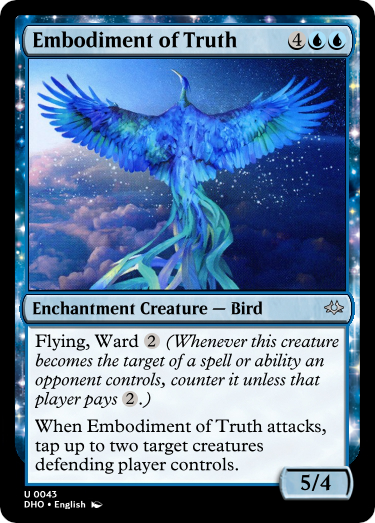 Embodiment of Truth 4
Enchantment Creature — Bird
Flying, Ward 2 (Whenever this creature
becomes the target of a spell or ability an
opponent controls, counter it unless that
player pays 2.)
When Embodiment of Truth attacks,
tap up to two target creatures
defending player controls.
5/4
U 0043
DHO • English